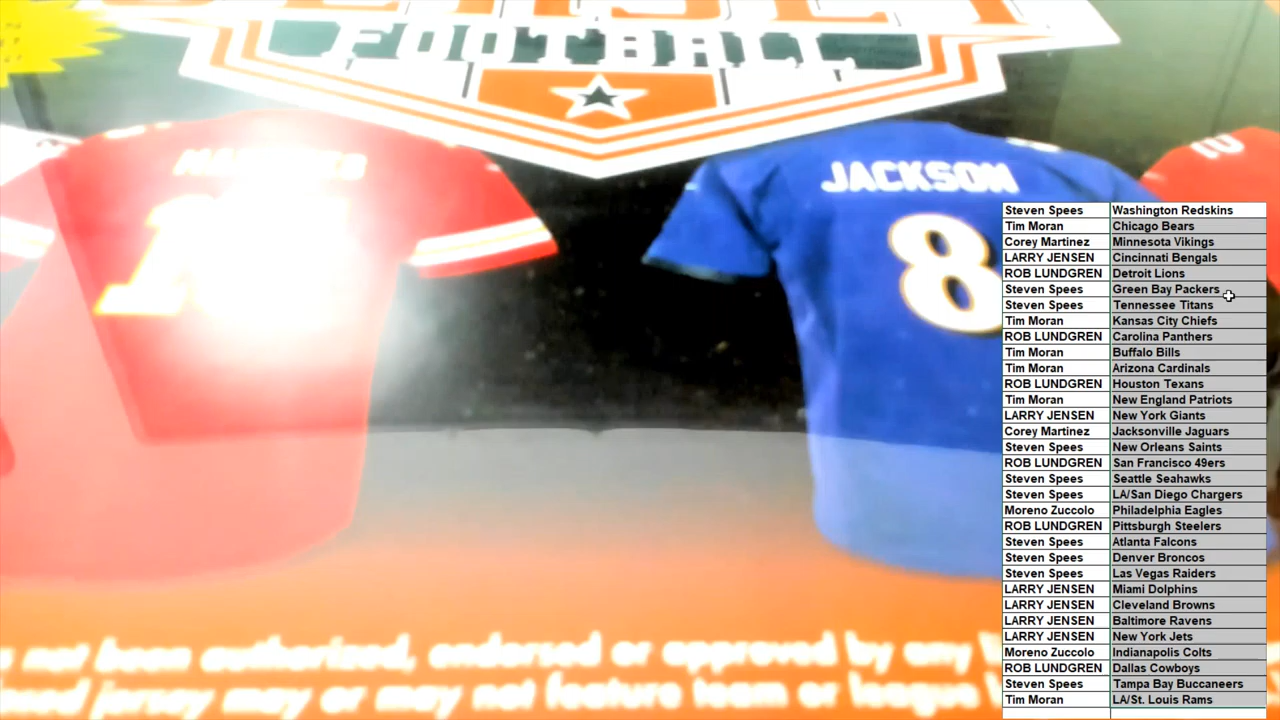 FOOTBALL
JACKSON
8
Steven Spees Washington Redskins
Tim Moran Chicago Bears
Corey Martinez Minnesota Vikings
LARRY JENSEN Cincinnati Bengals
ROB LUNDGREN Detroit Lions
Steven Spees Green Bay Packers
Steven Spees Tennessee Titans
Tim Moran Kansas City Chiefs
ROB LUNDGREN Carolina Panthers
Tim Moran Buffalo Bills
Tim Moran Arizona Cardinals
ROB LUNDGREN Houston Texans
Tim Moran New England Patriots
LARRY JENSEN New York Giants
Corey Martinez Jacksonville Jaguars
Steven Spees New Orleans Saints
ROB LUNDGREN San Francisco 49ers
Steven Spees Seattle Seahawks
Steven Spees LA/San Diego Chargers
Moreno Zuccolo Philadelphia Eagles
ROB LUNDGREN Pittsburgh Steelers
Steven Spees Atlanta Falcons
Steven Spees Denver Broncos
Steven Spees Las Vegas Raiders
LARRY JENSEN Miami Dolphins
LARRY JENSEN Cleveland Browns
LARRY JENSEN Baltimore Ravens
LARRY JENSEN New York Jets
Moreno Zuccolo Indianapolis Colts
ROB LUNDGREN Dallas Cowboys
Steven Spees Tampa Bay Buccaneers
Tim Moran LA/St. Louis Rams
not been authorized, endorsed or approved by any
jersey may or may not feature team or league